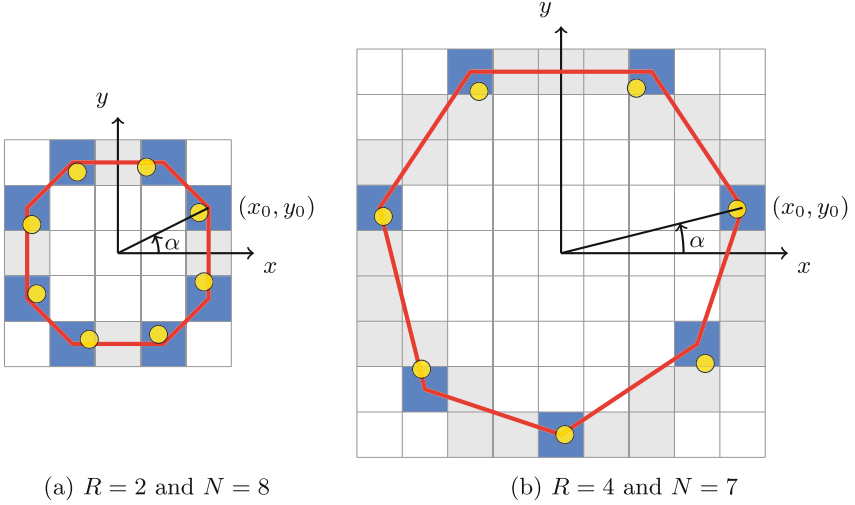 y
(x₀, y₀)
α
x
(a) R = 2 and N = 8
y
(x₀, y₀)
α
x
(b) R = 4 and N = 7